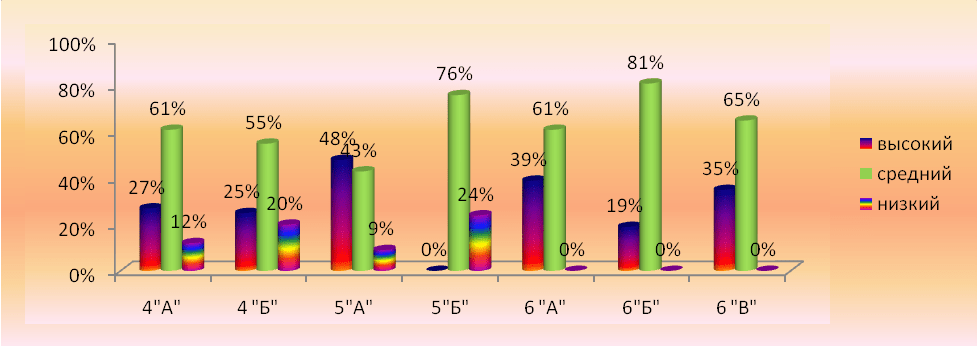 100%
80%
60%
40%
20%
0%
27% 61% 12%
25% 55% 20%
48% 43% 9%
0% 76% 24%
39% 61% 0%
19% 81% 0%
35% 65% 0%
4"А" 4 "Б" 5"А" 5"Б" 6 "А" 6"Б" 6 "В"
высокий
средний
низкий